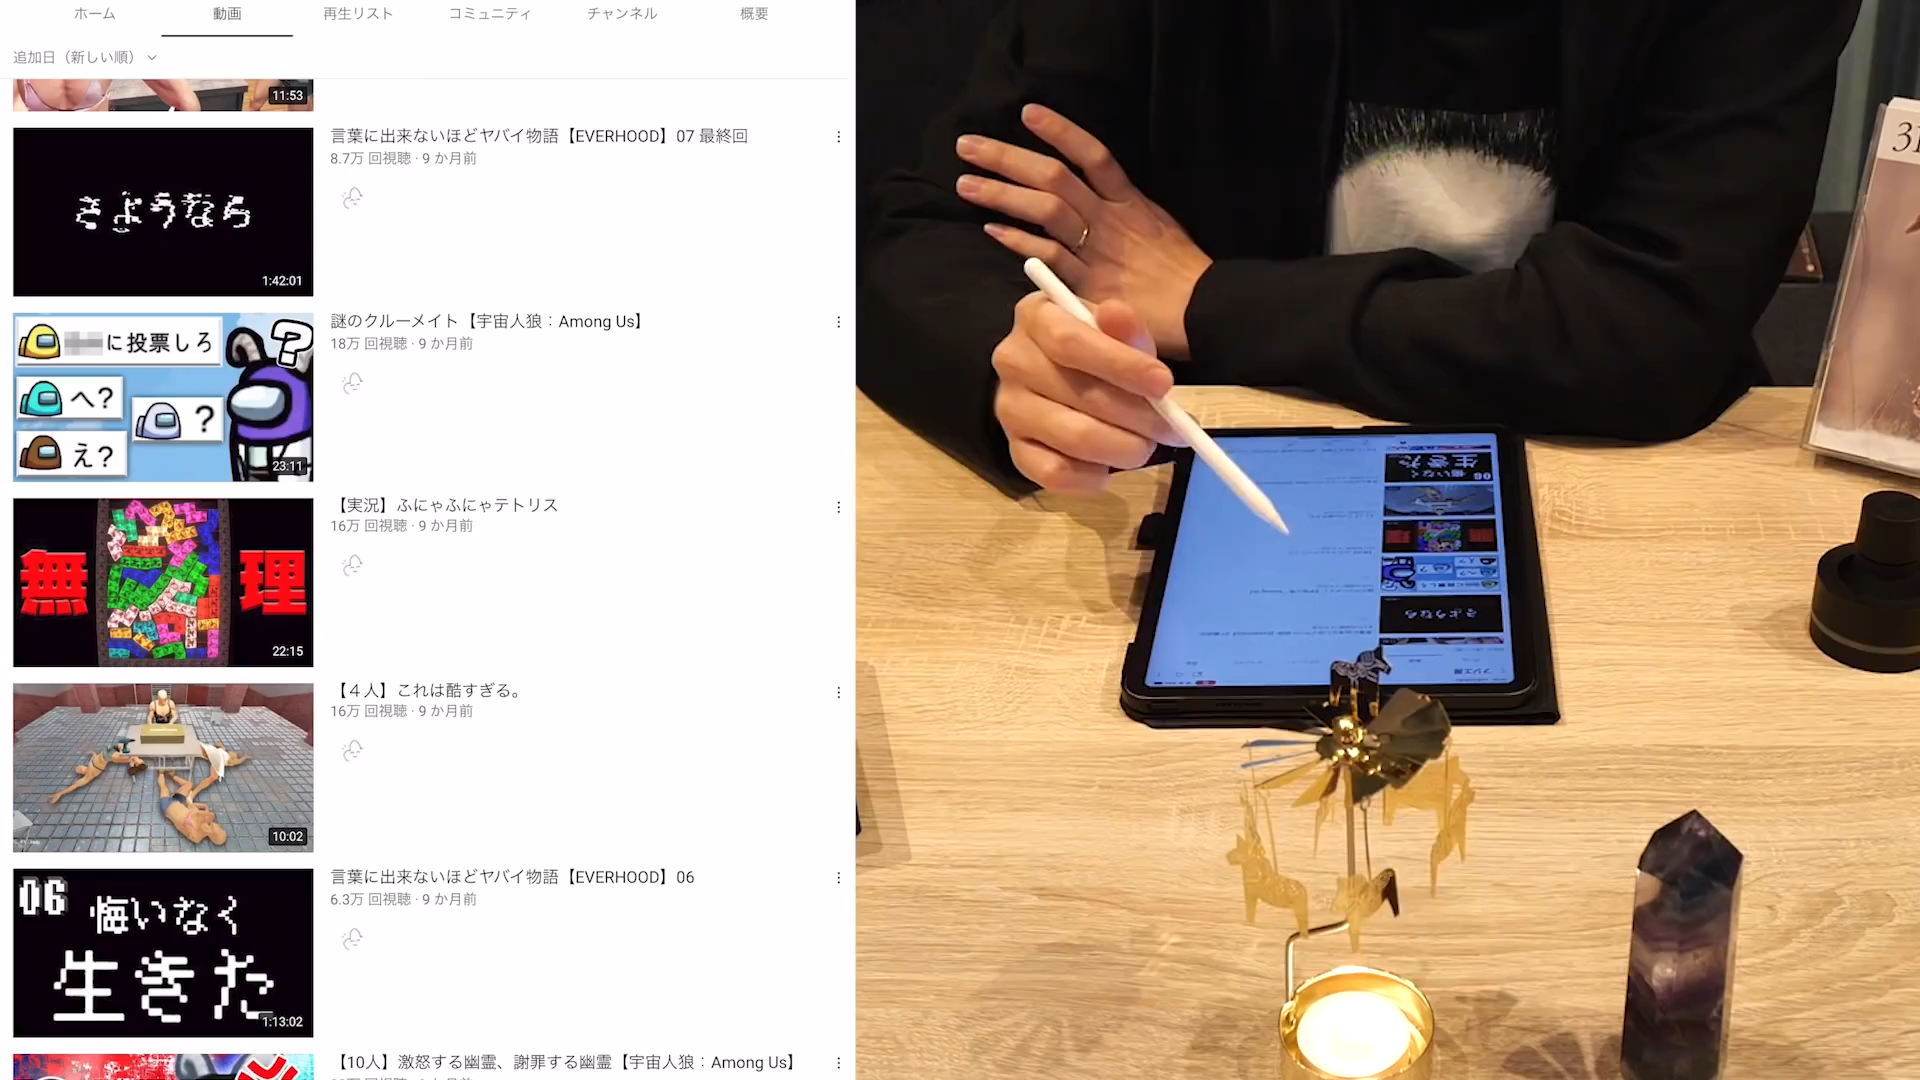 ホーム 動画 再生リスト コミュニティ チャンネル 概要
追加日（新しい順）
11:53
さようなら
1:42:01
言葉に出来ないほどヤバイ物語【EVERHOOD】07 最終回
8.7万 回視聴・9 か月前
に投票しろ
へ?
?
え?
?
23:11
謎のクルーメイト【宇宙人狼：Among Us】
18万 回視聴・9 か月前
無理
22:15
【実況】ふにゃふにゃテトリス
16万 回視聴・9 か月前
10:02
【４人】これは酷すぎる。
16万 回視聴・9 か月前
06
悔いなく
生きた
1:13:02
言葉に出来ないほどヤバイ物語【EVERHOOD】06
6.3万 回視聴・9 か月前
【10人】激怒する幽霊、謝罪する幽霊【宇宙人狼：Among Us】